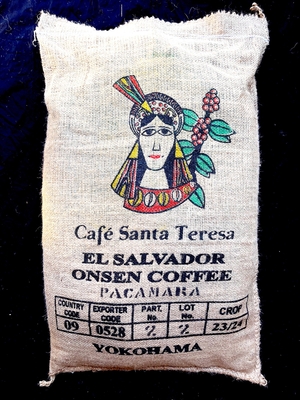 Café Santa Teresa
EL SALVADOR
ONSEN COFFEE
PACAMARA
COUNTRY CODE EXPORTER CODE PART. No. LOT No. CROP
09 0528 2 2 23/24
YOKOHAMA